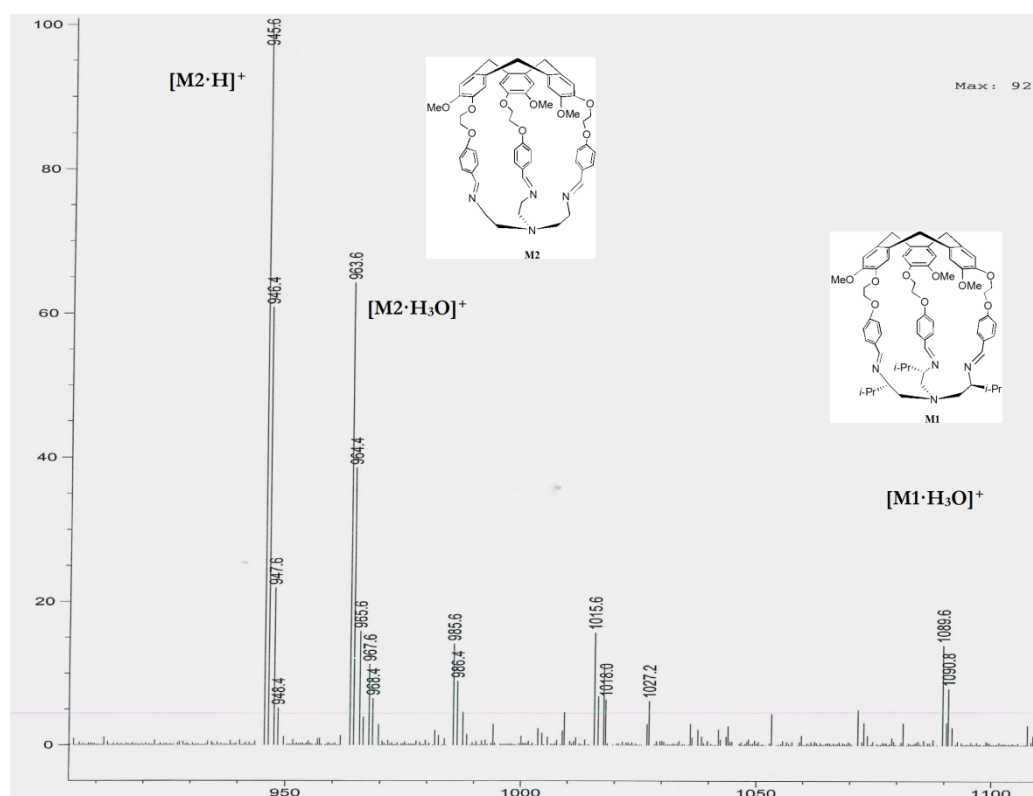 100
80
60
40
20
0
950
1000
1050
1100
Max: 92
[M2·H]⁺
945.6
946.4
947.6
948.4
[M2·H₃O]⁺
963.6
964.4
965.6
967.6
968.4
985.6
986.4
1015.6
1018.0
1027.2
[M1·H₃O]⁺
1089.6
1090.8
MeO
O
OMe
OMe
O
O
O
O
O
N
N
N
N
M2
MeO
O
OMe
OMe
O
O
O
O
O
i-Pr
N
N
N
i-Pr
N
i-Pr
M1